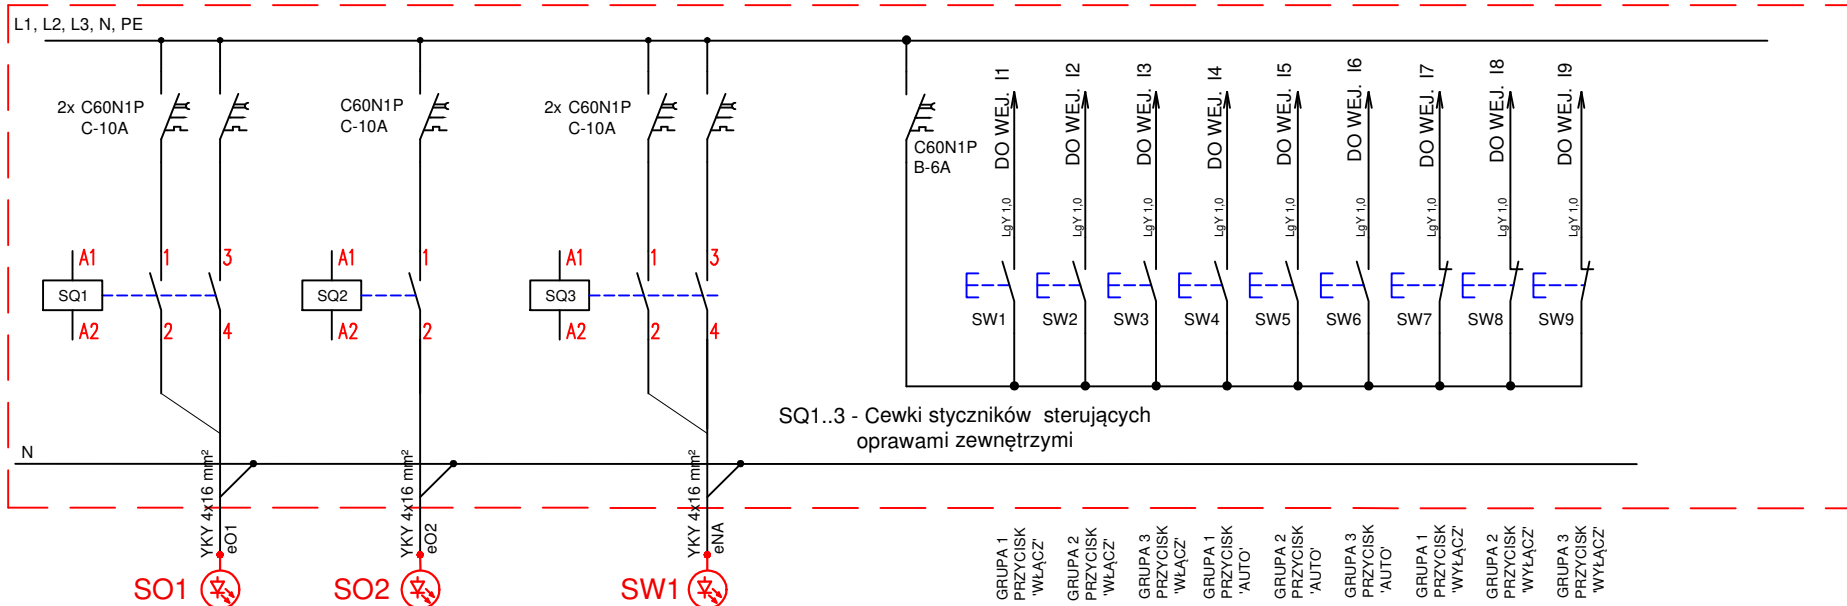 L1, L2, L3, N, PE
2x C60N1P
C-10A
C60N1P
C-10A
2x C60N1P
C-10A
C60N1P
B-6A
DO WEJ. I1
DO WEJ. I2
DO WEJ. I3
DO WEJ. I4
DO WEJ. I5
DO WEJ. I6
DO WEJ. I7
DO WEJ. I8
DO WEJ. I9
LgY 1,0
LgY 1,0
LgY 1,0
LgY 1,0
LgY 1,0
LgY 1,0
LgY 1,0
LgY 1,0
LgY 1,0
A1
1
3
A1
1
A1
1
3
SQ1
SQ2
SQ3
A2
2
4
A2
2
A2
2
4
SW1
SW2
SW3
SW4
SW5
SW6
SW7
SW8
SW9
SQ1..3 - Cewki styczników sterujących
oprawami zewnętrzymi
N
YKY 4x16 mm²
eO1
YKY 4x16 mm²
eO2
YKY 4x16 mm²
eNA
SO1
SO2
SW1
GRUPA 1
PRZYCISK
'WŁĄCZ'
GRUPA 2
PRZYCISK
'WŁĄCZ'
GRUPA 3
PRZYCISK
'WŁĄCZ'
GRUPA 1
PRZYCISK
'AUTO'
GRUPA 2
PRZYCISK
'AUTO'
GRUPA 3
PRZYCISK
'AUTO'
GRUPA 1
PRZYCISK
'WYŁĄCZ'
GRUPA 2
PRZYCISK
'WYŁĄCZ'
GRUPA 3
PRZYCISK
'WYŁĄCZ'